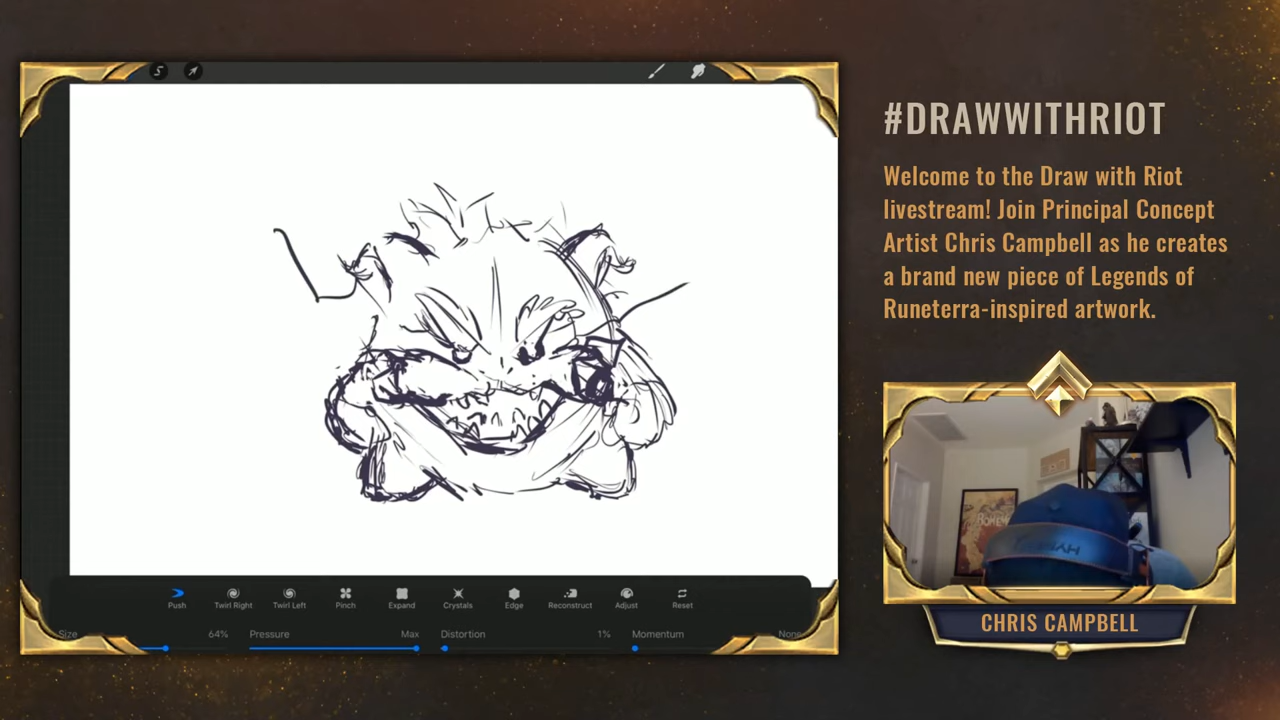 #DRAWWITHRIOT
Welcome to the Draw with Riot
livestream! Join Principal Concept
Artist Chris Campbell as he creates
a brand new piece of Legends of
Runeterra-inspired artwork.
Push Twirl Right Twirl Left Pinch Expand Crystals Edge Reconstruct Adjust Reset
Size 64% Pressure Max Distortion 1% Momentum None
CHRIS CAMPBELL